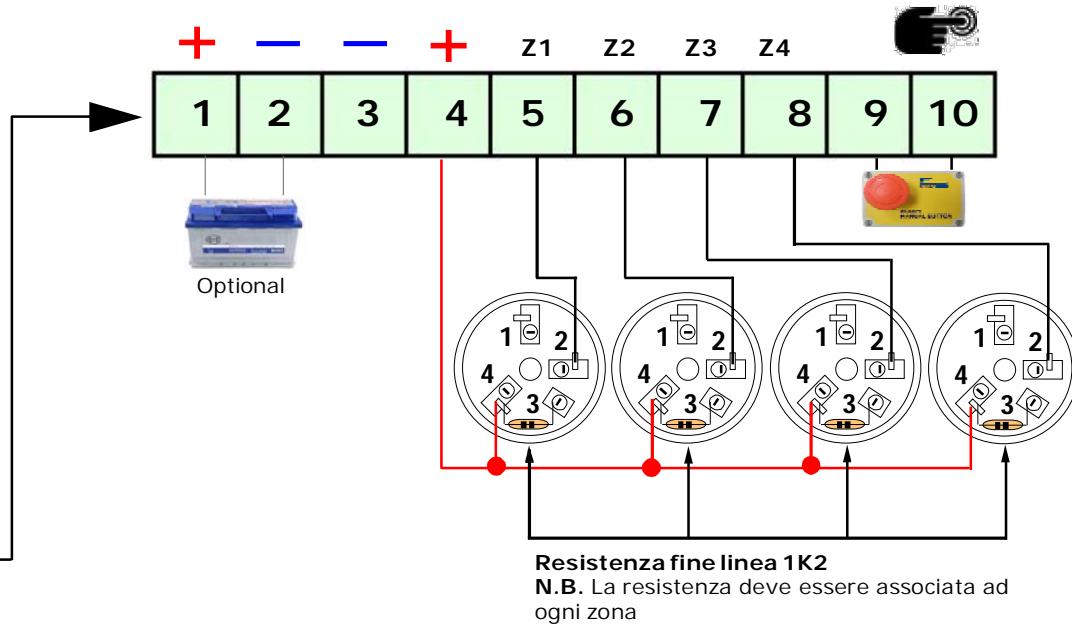 + — — + Z1 Z2 Z3 Z4
1 2 3 4 5 6 7 8 9 10
MANUAL BUTTON
Optional
1 2 1 2 1 2 1 2
4 3 4 3 4 3 4 3
Resistenza fine linea 1K2
N.B. La resistenza deve essere associata ad
ogni zona